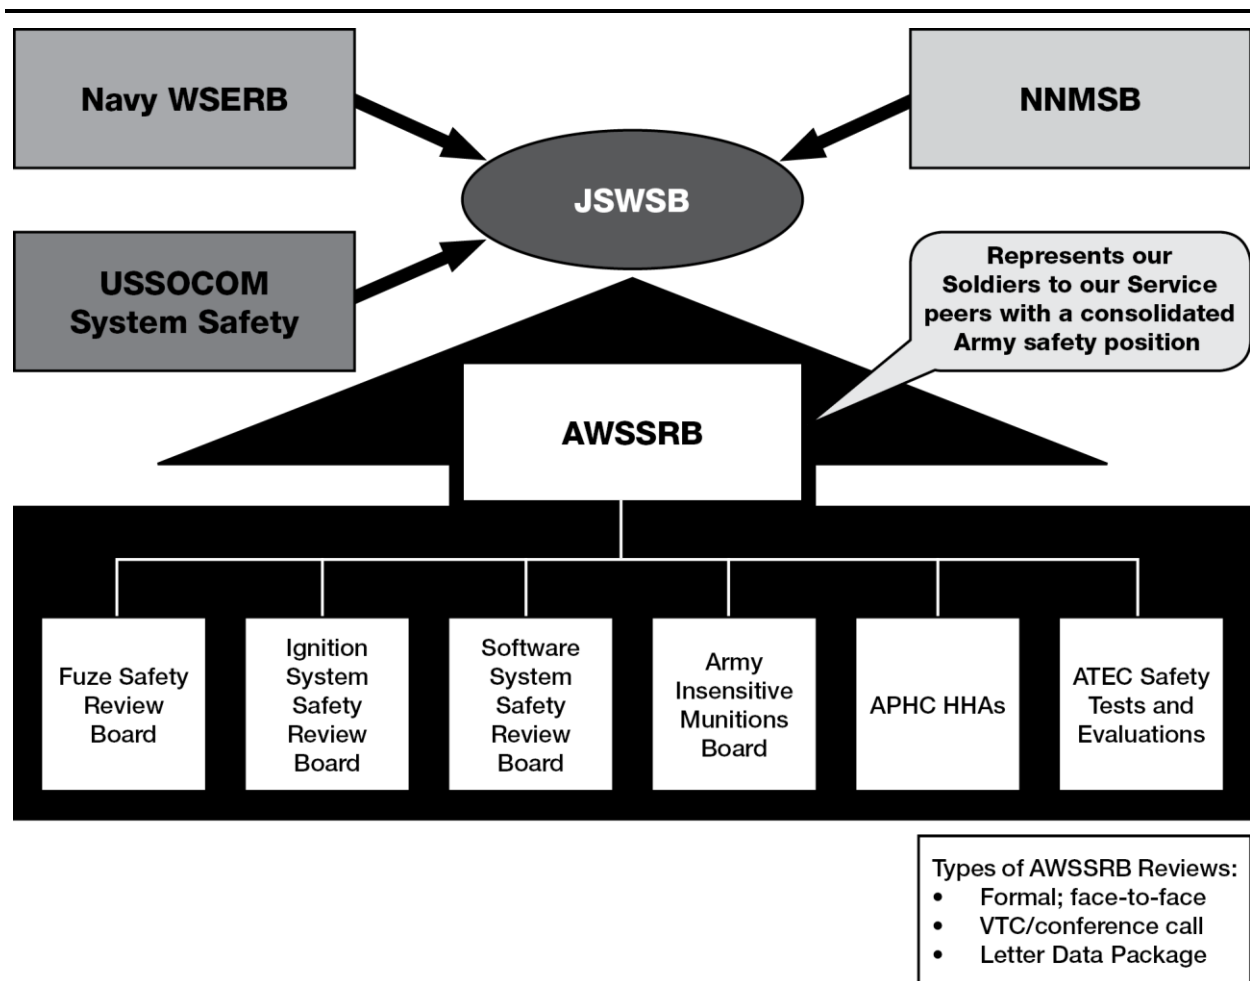 Navy WSERB
NNMSB
JSWSB
USSOCOM
System Safety
Represents our
Soldiers to our Service
peers with a consolidated
Army safety position
AWSSRB
Fuze Safety
Review
Board
Ignition
System
Safety
Review
Board
Software
System
Safety
Review
Board
Army
Insensitive
Munitions
Board
APHC HHAs
ATEC Safety
Tests and
Evaluations
Types of AWSSRB Reviews:
• Formal; face-to-face
• VTC/conference call
• Letter Data Package